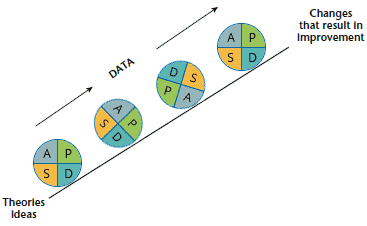 Changes
that result in
Improvement
A P
S D
DATA
D S
P A
A P
S D
A P
S D
Theories
Ideas